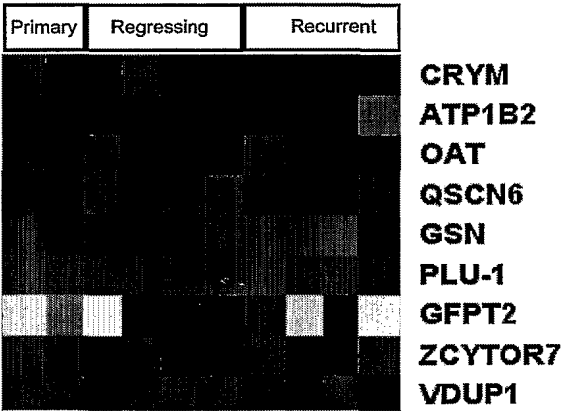 Primary Regressing Recurrent
CRYM
ATP1B2
OAT
QSCN6
GSN
PLU-1
GFPT2
ZCYTOR7
VDUP1